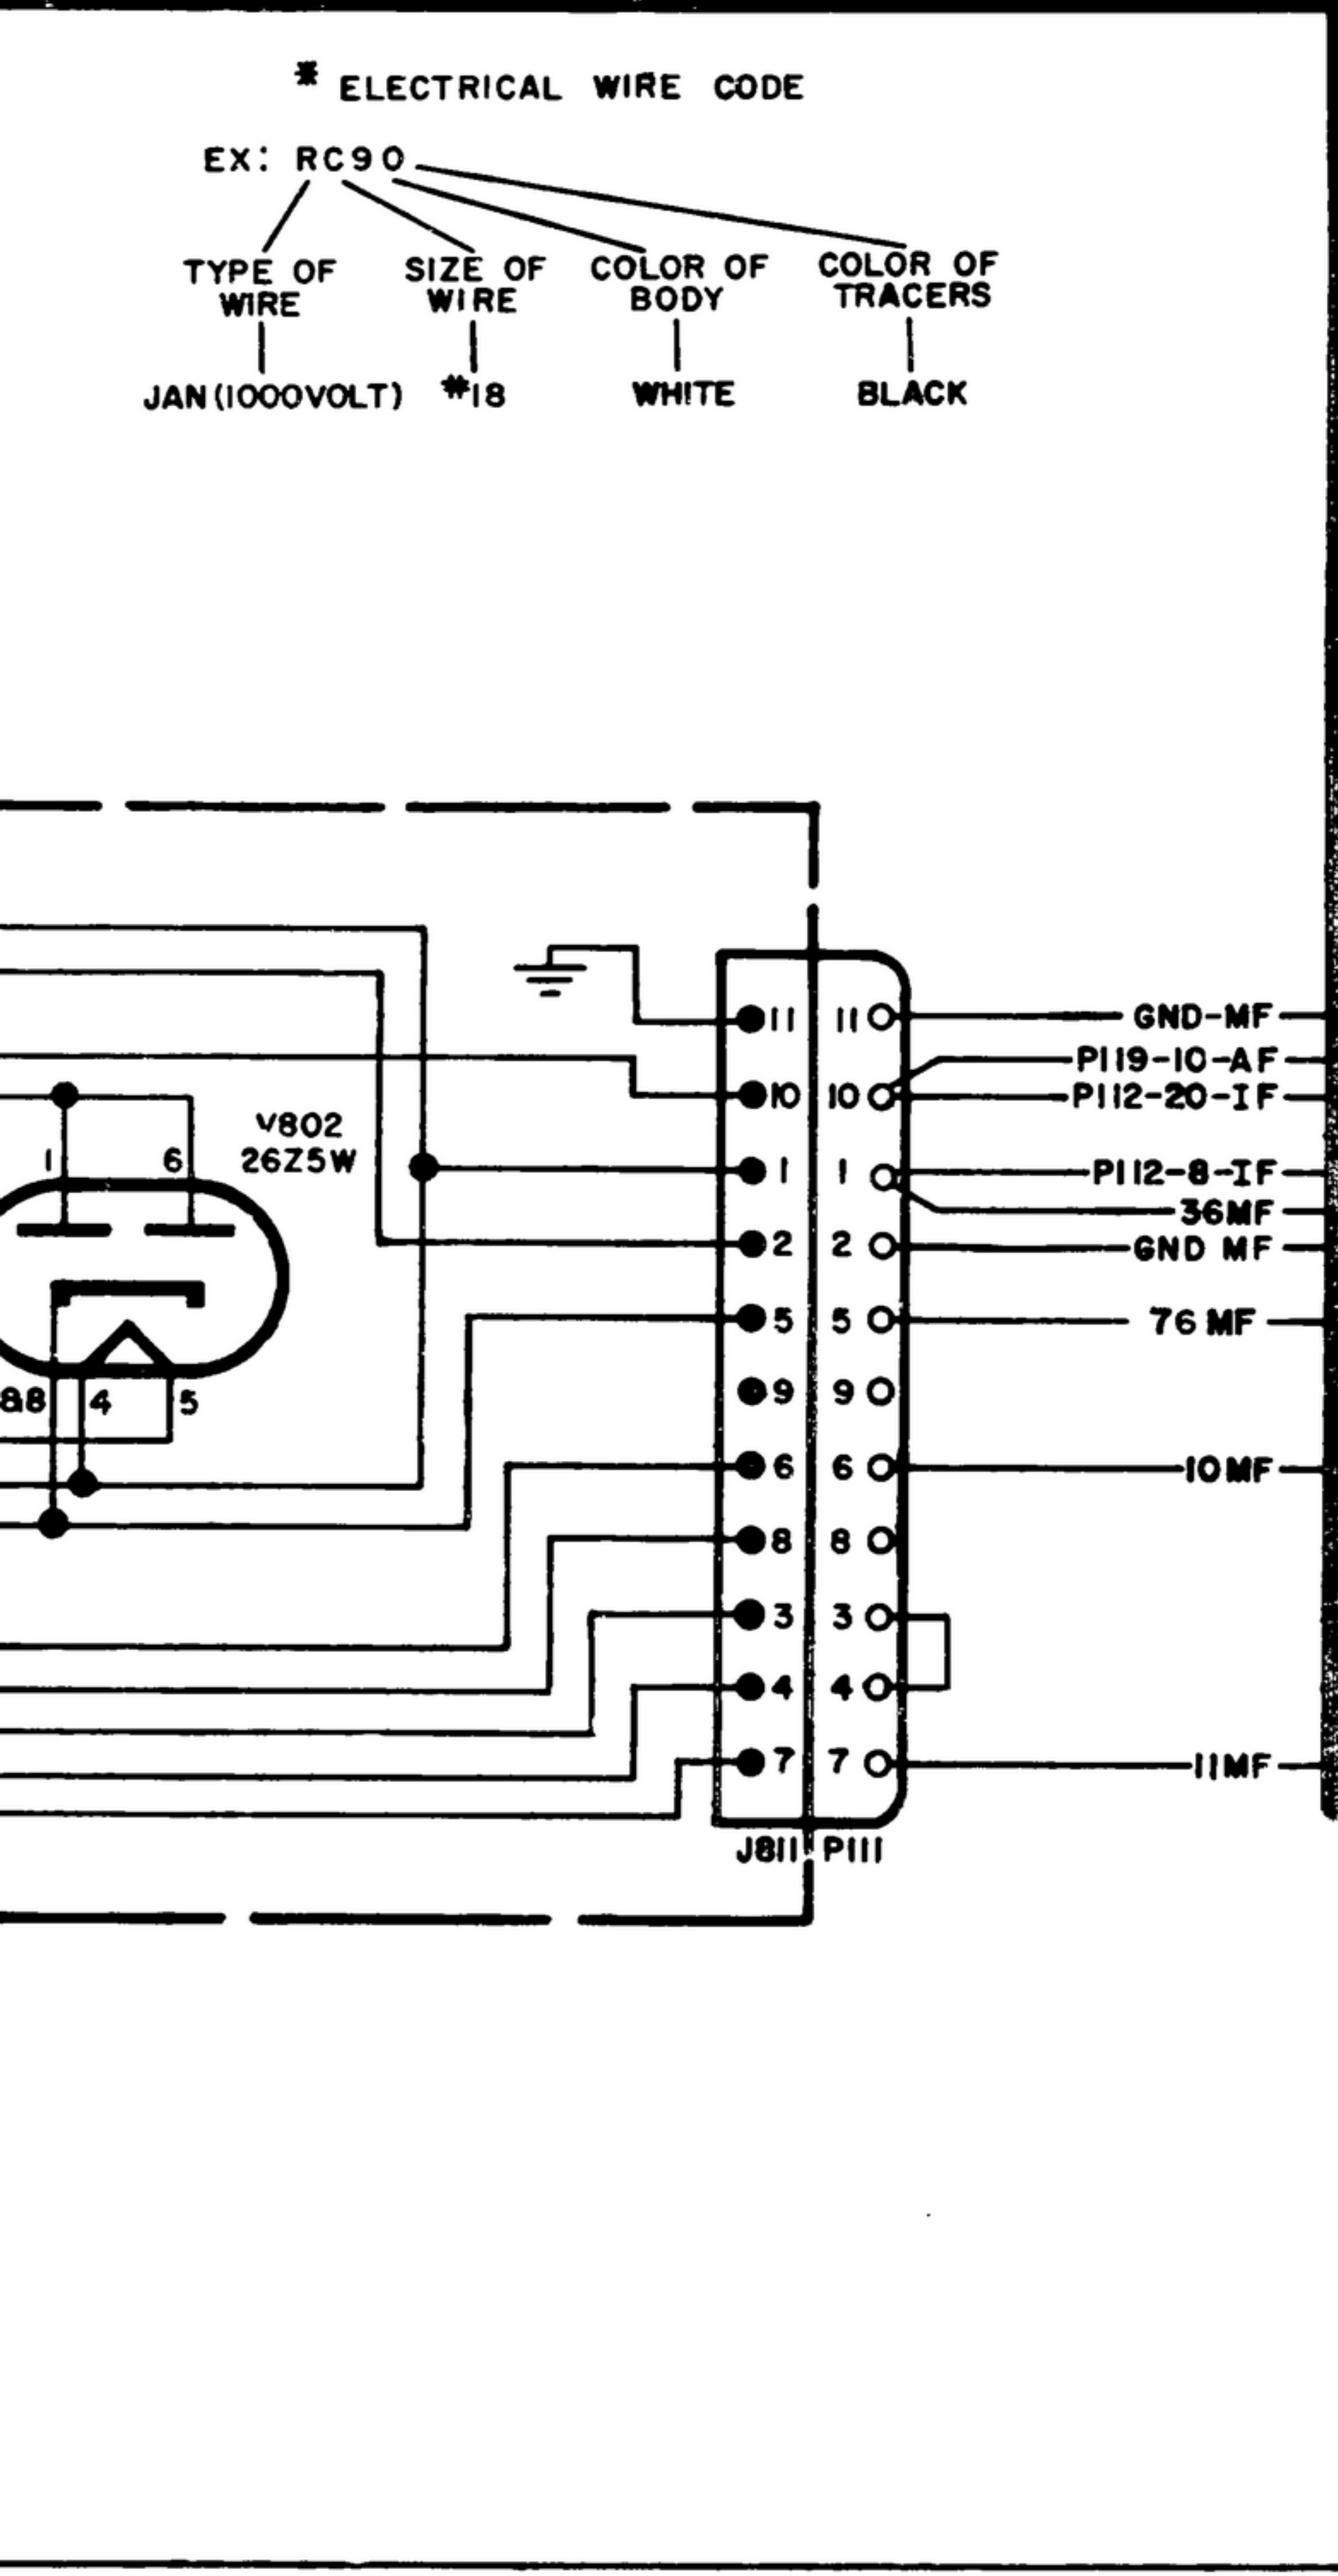 * ELECTRICAL WIRE CODE
EX: RC90
TYPE OF WIRE
SIZE OF WIRE
COLOR OF BODY
COLOR OF TRACERS
JAN (1000VOLT)
#18
WHITE
BLACK
11 11 GND-MF
P119-10-AF
10 10 P112-20-IF
V802
26Z5W
1 6
1 1 P112-8-IF
36MF
2 2 GND MF
5 5 76 MF
9 9
&8 4 5
6 6 10MF
8 8
3 3
4 4
7 7 11MF
J811 P111